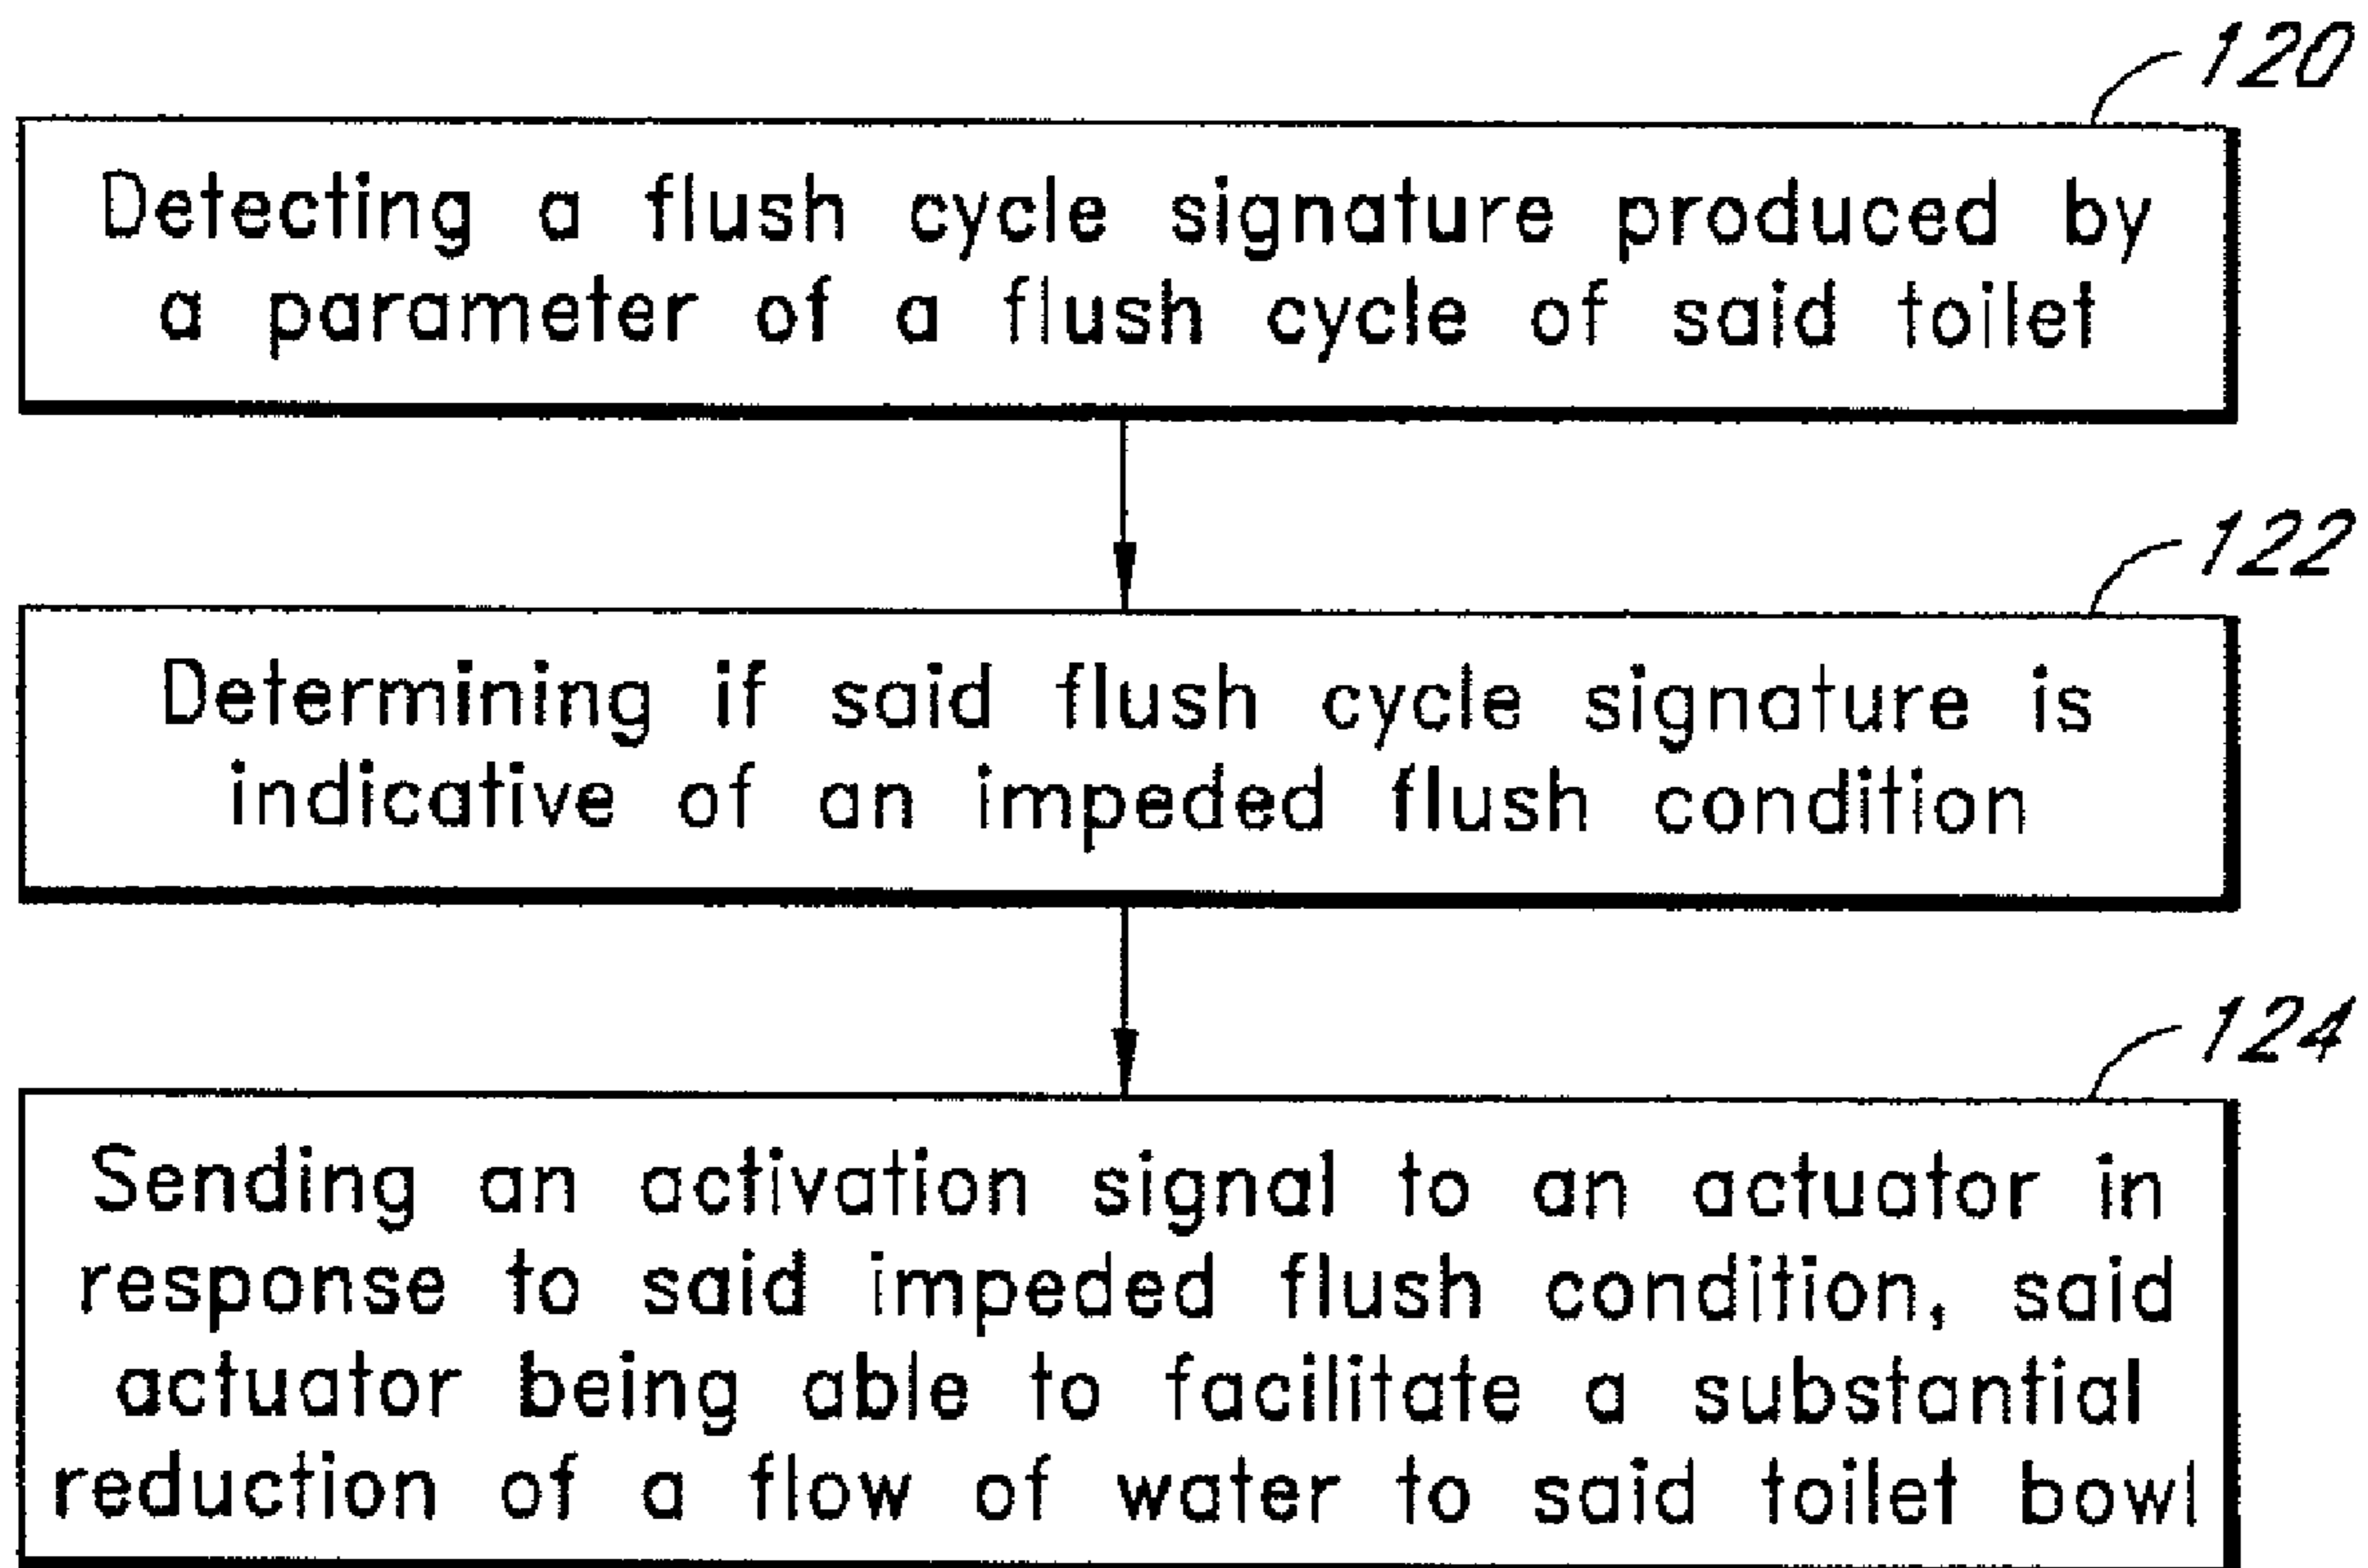 120
Detecting a flush cycle signature produced by
a parameter of a flush cycle of said toilet
122
Determining if said flush cycle signature is
indicative of an impeded flush condition
124
Sending an activation signal to an actuator in
response to said impeded flush condition, said
actuator being able to facilitate a substantial
reduction of a flow of water to said toilet bowl